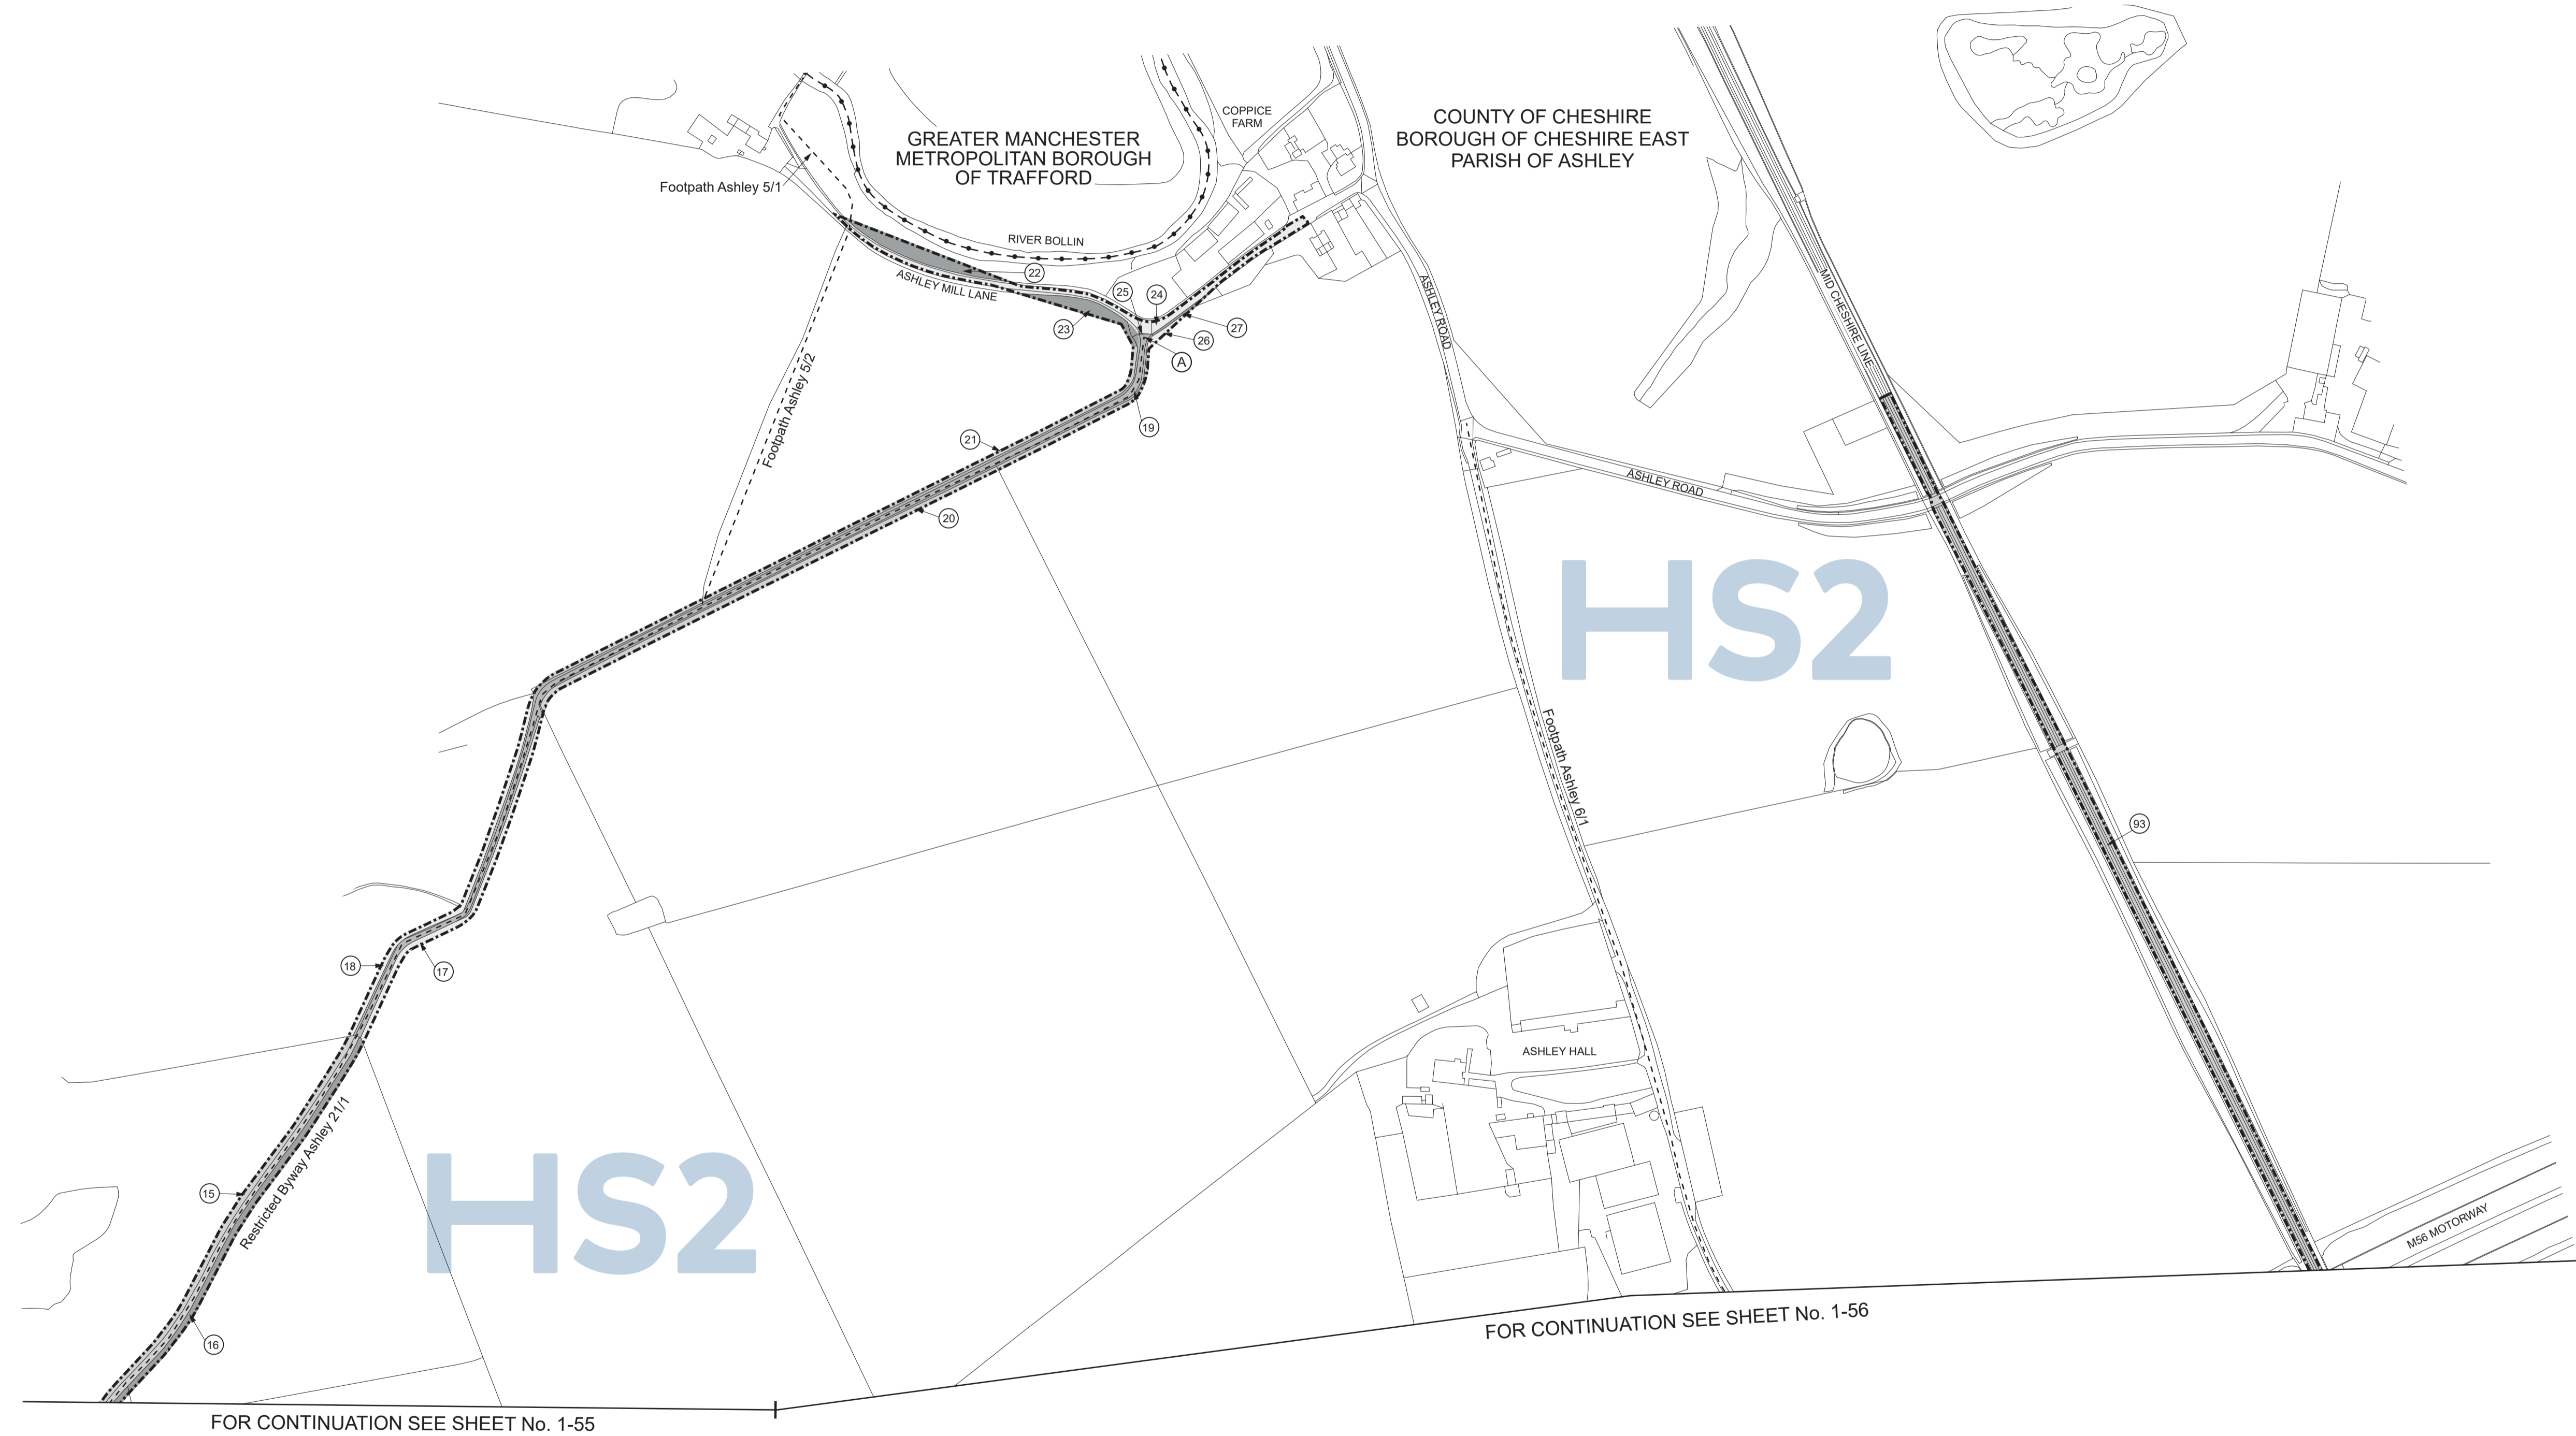 COPPICE
FARM
GREATER MANCHESTER
METROPOLITAN BOROUGH
OF TRAFFORD
COUNTY OF CHESHIRE
BOROUGH OF CHESHIRE EAST
PARISH OF ASHLEY
Footpath Ashley 5/1
RIVER BOLLIN
22
ASHLEY MILL LANE
25
24
23
27
26
A
ASHLEY ROAD
MID CHESHIRE LINE
Footpath Ashley 5/2
19
21
20
ASHLEY ROAD
HS2
Footpath Ashley 6/1
93
18
17
ASHLEY HALL
Restricted Byway Ashley 21/1
15
HS2
16
M56 MOTORWAY
FOR CONTINUATION SEE SHEET No. 1-56
FOR CONTINUATION SEE SHEET No. 1-55